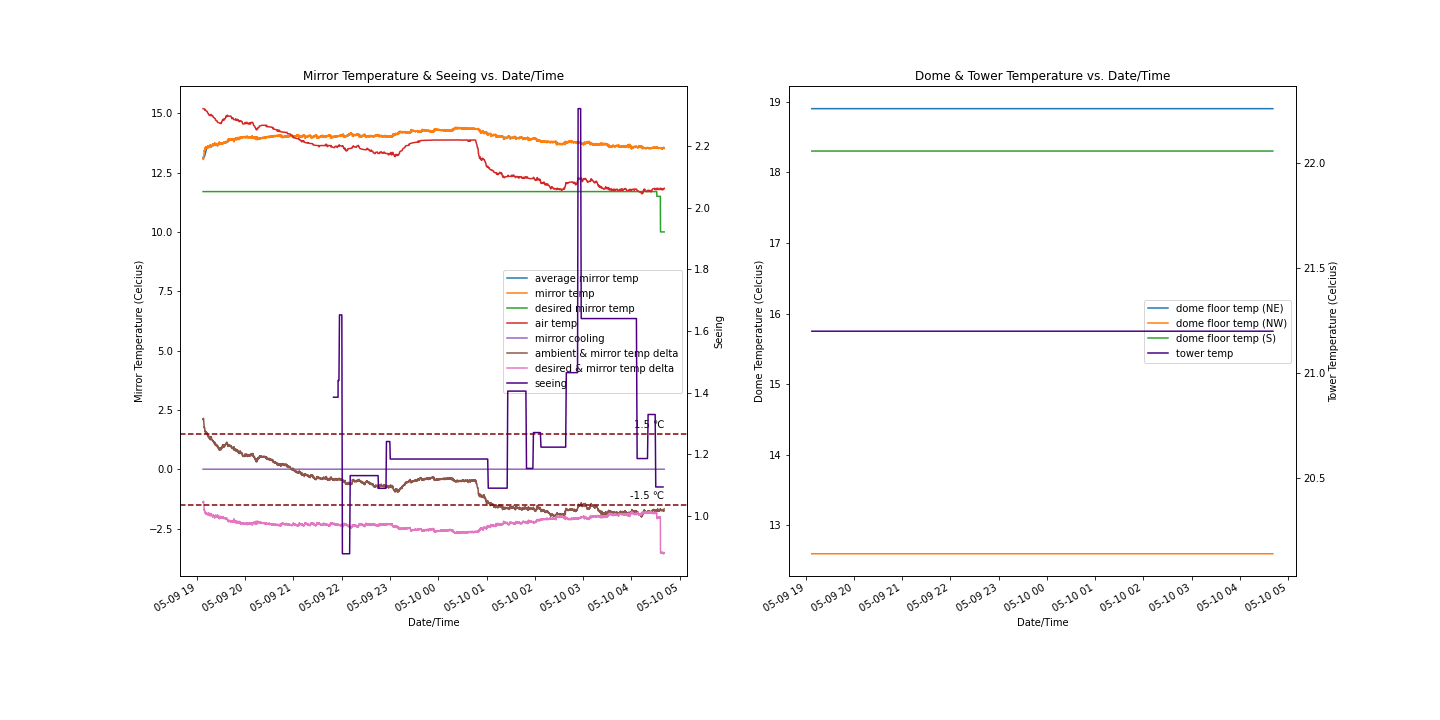 Mirror Temperature & Seeing vs. Date/Time
Mirror Temperature (Celcius)
15.0
12.5
10.0
7.5
5.0
2.5
0.0
−2.5
2.2
2.0
1.8
1.6
1.4
1.2
1.0
Seeing
average mirror temp
mirror temp
desired mirror temp
air temp
mirror cooling
ambient & mirror temp delta
desired & mirror temp delta
seeing
1.5 °C
-1.5 °C
05-09 19
05-09 20
05-09 21
05-09 22
05-09 23
05-10 00
05-10 01
05-10 02
05-10 03
05-10 04
05-10 05
Date/Time
Dome & Tower Temperature vs. Date/Time
Dome Temperature (Celcius)
19
18
17
16
15
14
13
22.0
21.5
21.0
20.5
Tower Temperature (Celcius)
dome floor temp (NE)
dome floor temp (NW)
dome floor temp (S)
tower temp
05-09 19
05-09 20
05-09 21
05-09 22
05-09 23
05-10 00
05-10 01
05-10 02
05-10 03
05-10 04
05-10 05
Date/Time